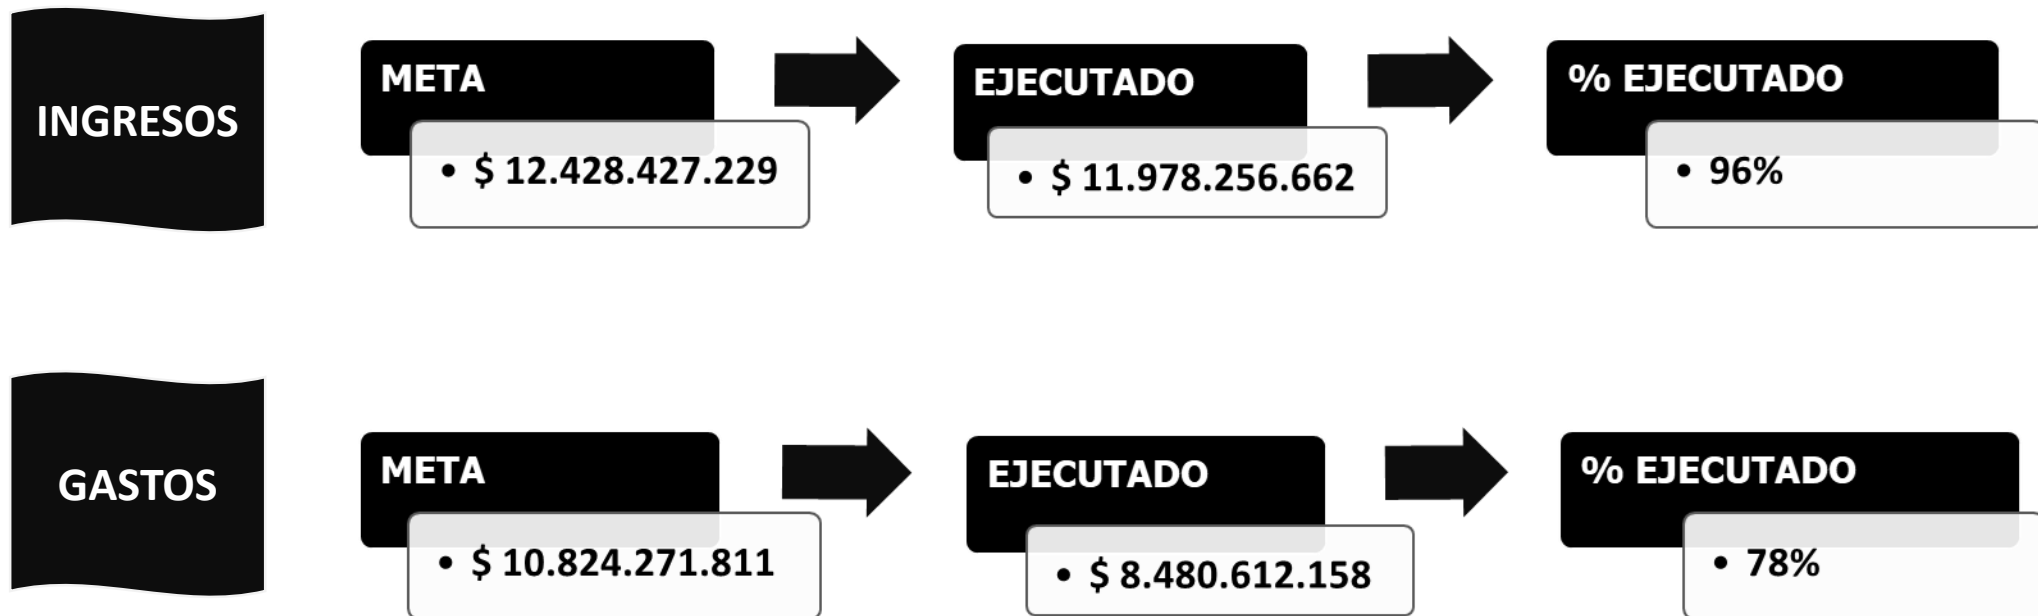 INGRESOS
META
• $ 12.428.427.229
EJECUTADO
• $ 11.978.256.662
% EJECUTADO
• 96%
GASTOS
META
• $ 10.824.271.811
EJECUTADO
• $ 8.480.612.158
% EJECUTADO
• 78%